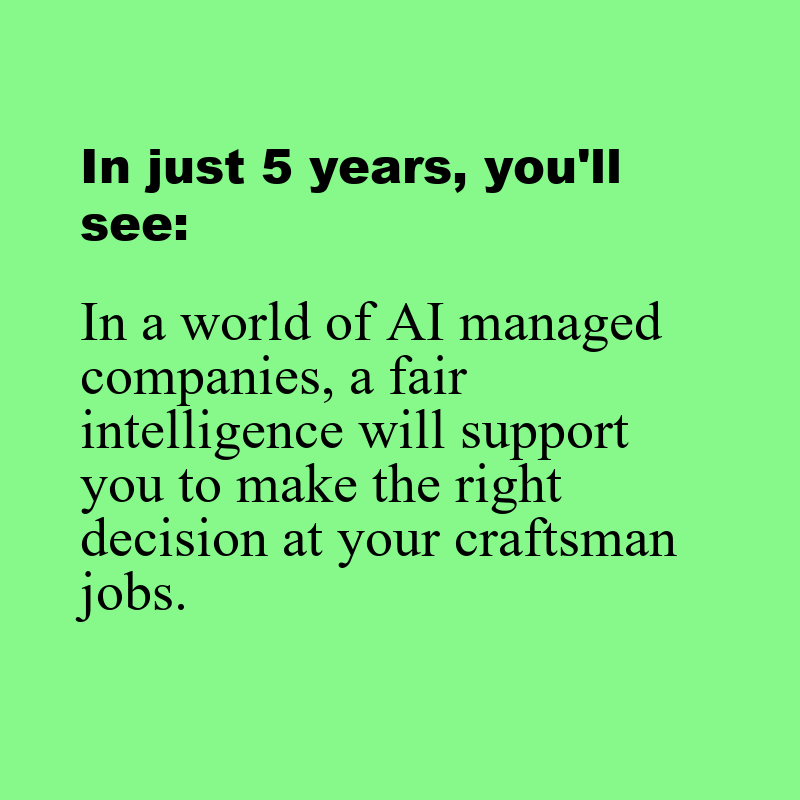 In just 5 years, you'll
see:
In a world of AI managed
companies, a fair
intelligence will support
you to make the right
decision at your craftsman
jobs.